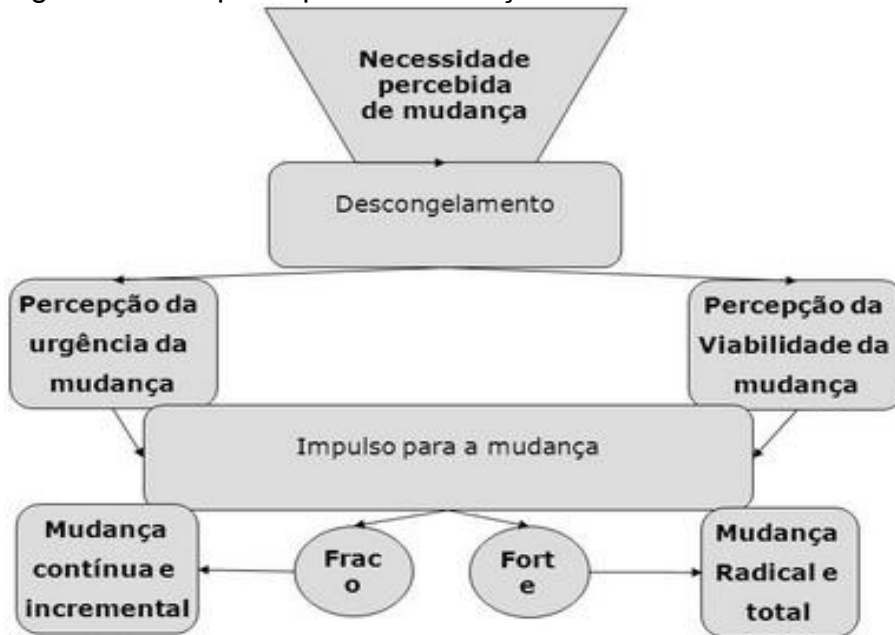 Necessidade
percebida
de mudança
Descongelamento
Percepção da
urgência da
mudança
Percepção da
Viabilidade da
mudança
Impulso para a mudança
Mudança
contínua e
incremental
Frac
o
Fort
e
Mudança
Radical e
total